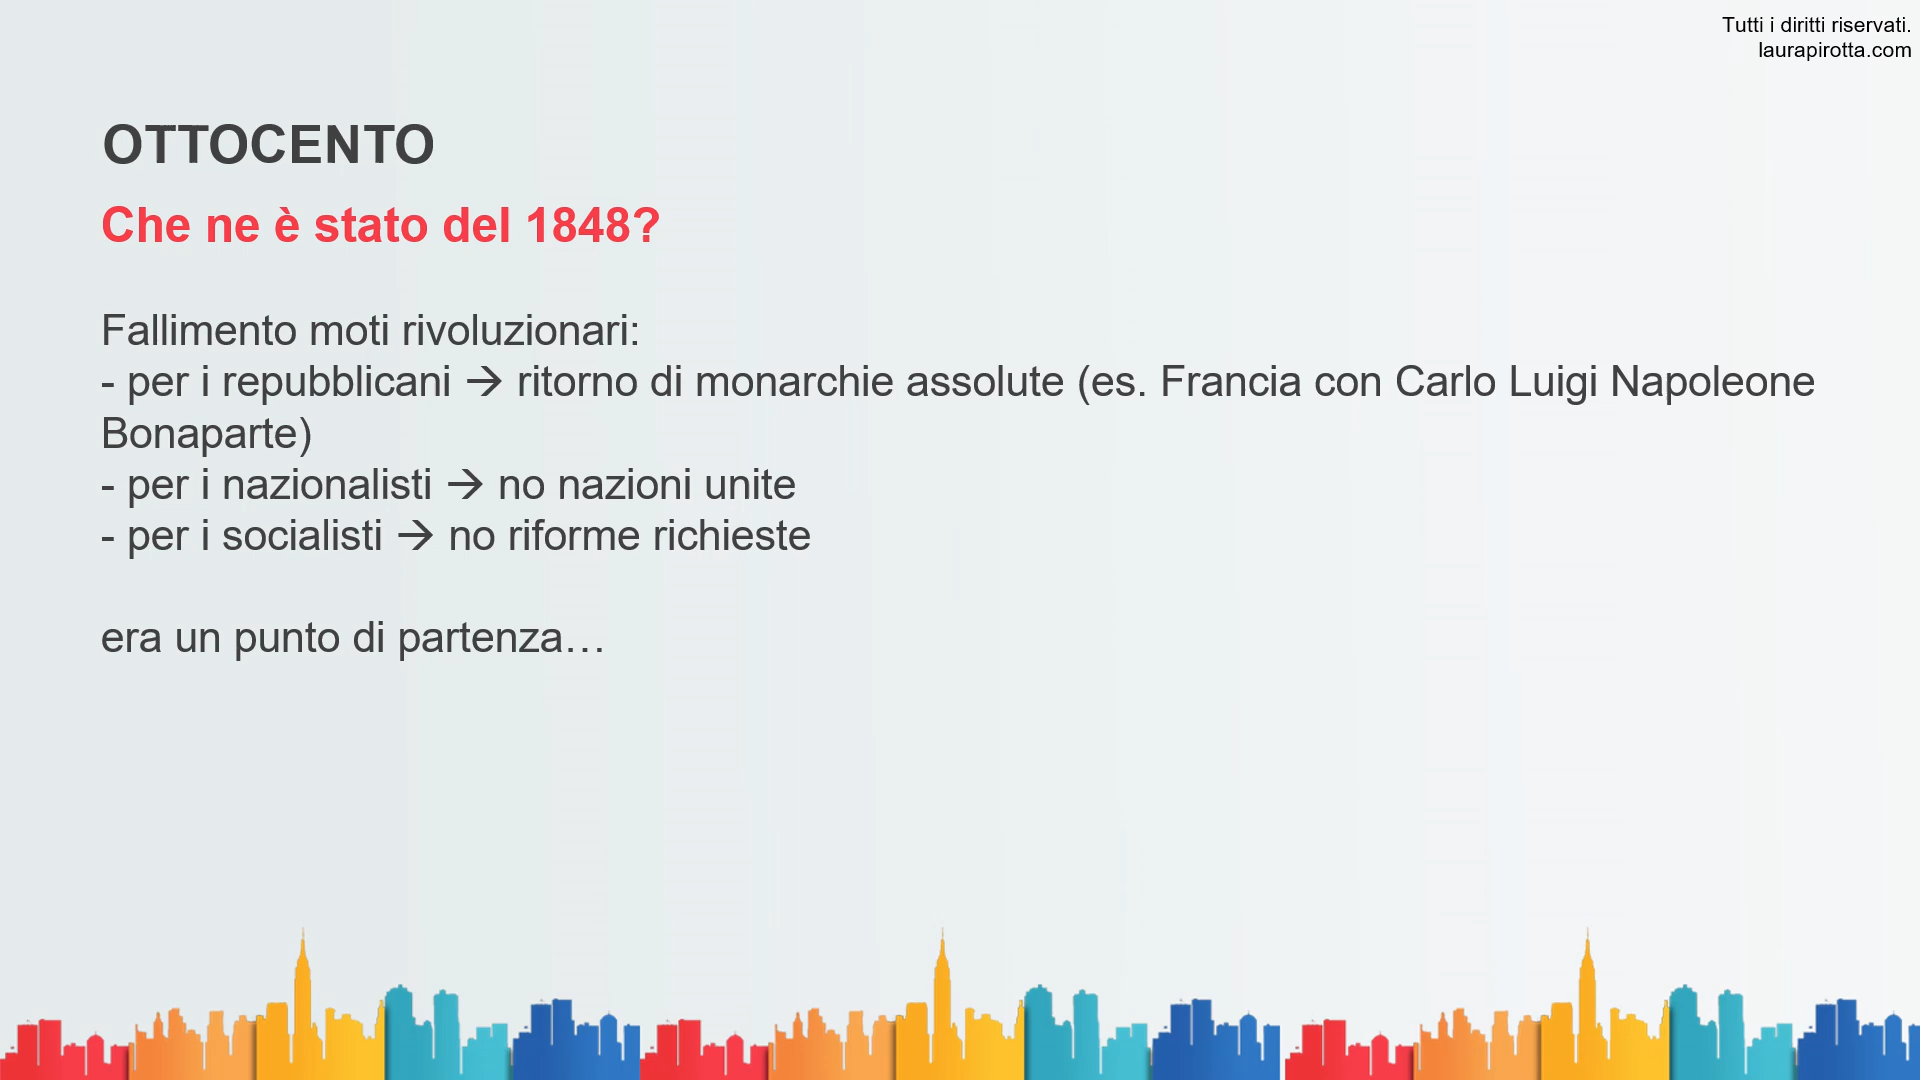 Tutti i diritti riservati.
laurapirotta.com
OTTOCENTO
Che ne è stato del 1848?
Fallimento moti rivoluzionari:
- per i repubblicani → ritorno di monarchie assolute (es. Francia con Carlo Luigi Napoleone
Bonaparte)
- per i nazionalisti → no nazioni unite
- per i socialisti → no riforme richieste
era un punto di partenza…